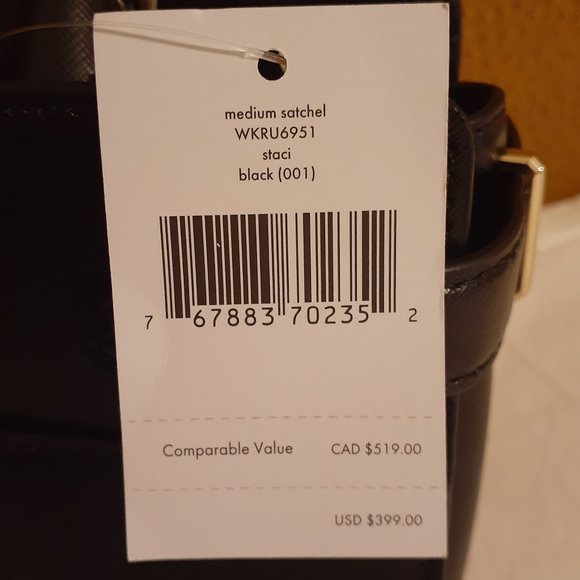 medium satchel
WKRU6951
staci
black (001)
7 67883 70235 2
Comparable Value CAD $519.00
USD $399.00